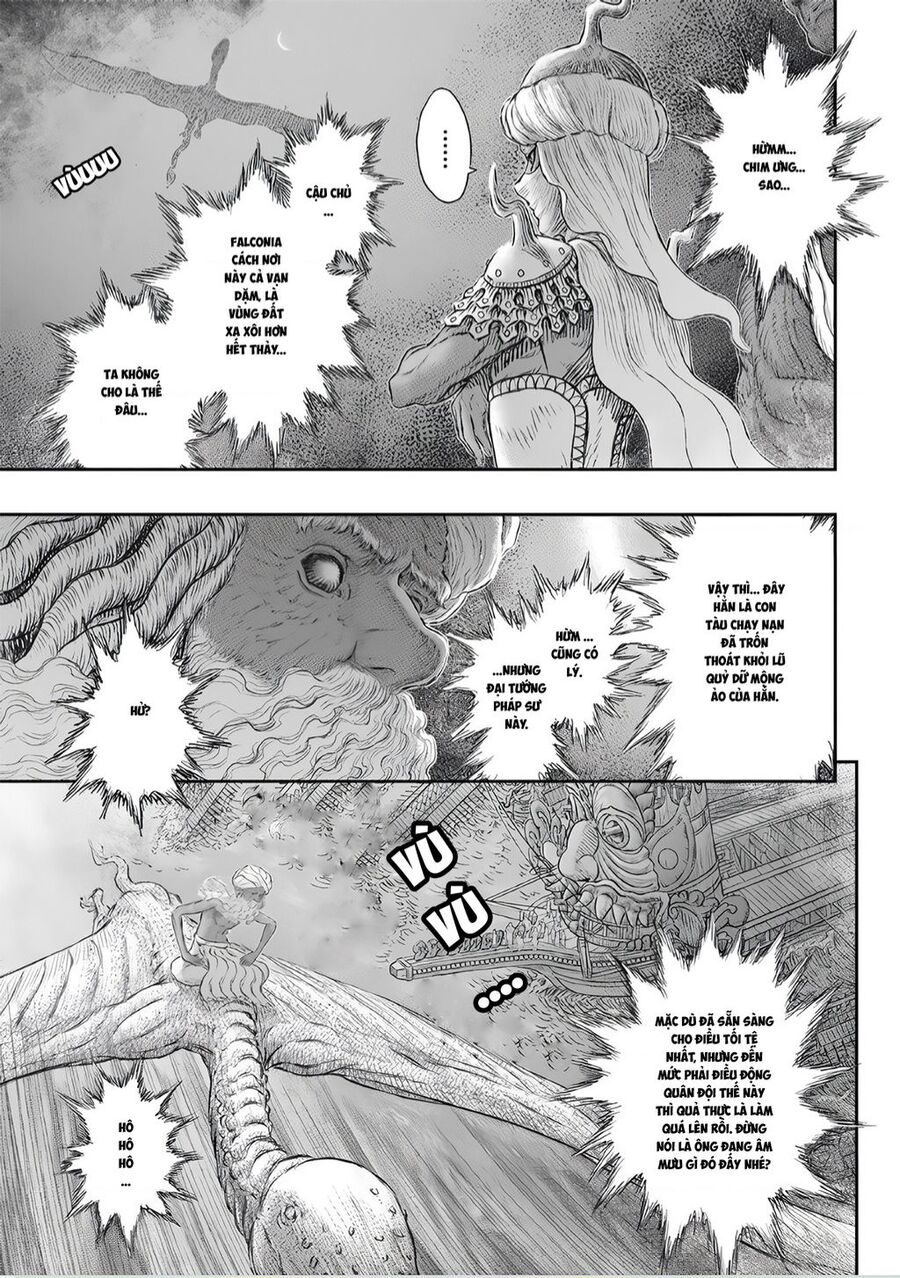 HỪMM...
CHIM ƯNG
SAO...
.......
CẬU CHỦ
...
FALCONIA
CÁCH NƠI
NÀY CẢ VẠN
DẶM, LÀ
VÙNG ĐẤT
XA XÔI HƠN
HẾT THẢY...
TA KHÔNG
CHO LÀ THẾ
ĐÂU...
VÙUUU
VẬY THÌ... ĐÂY
HẲN LÀ CON
TÀU CHẠY NẠN
ĐÃ TRỐN
THOÁT KHỎI LŨ
QUỶ DỮ MỘNG
ẢO CỦA HẮN.
HỪM ...
CŨNG CÓ
LÝ.
...NHƯNG
ĐẠI TƯỚNG
PHÁP SƯ
NÀY.
HỬ?
VÙ
VÙ
....
MẶC DÙ ĐÃ SẴN SÀNG
CHO ĐIỀU TỒI TỆ
NHẤT, NHƯNG ĐẾN
MỨC PHẢI ĐIỀU ĐỘNG
QUÂN ĐỘI THẾ NÀY
THÌ QUẢ THỰC LÀ LÀM
QUÁ LÊN RỒI. ĐỪNG
NÓI LÀ ÔNG ĐANG ÂM
MƯU GÌ ĐÓ ĐẤY NHÉ?
HÔ
HÔ
HÔ
...